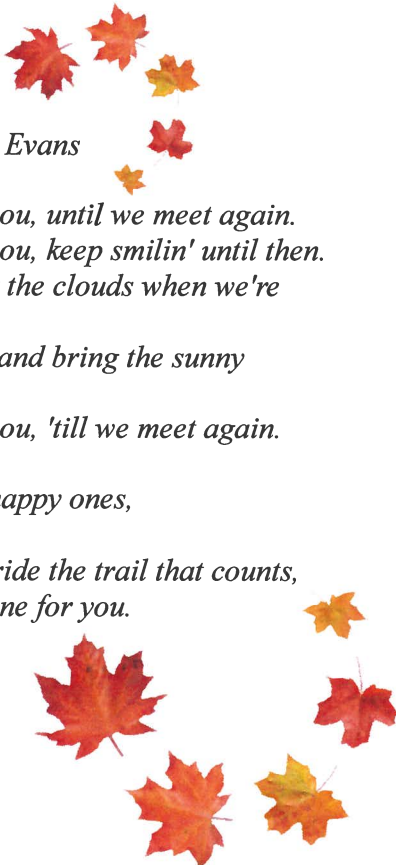 Evans
ou, until we meet again.
ou, keep smilin' until then.
the clouds when we're
and bring the sunny
ou, 'till we meet again.
appy ones,
ride the trail that counts,
ne for you.